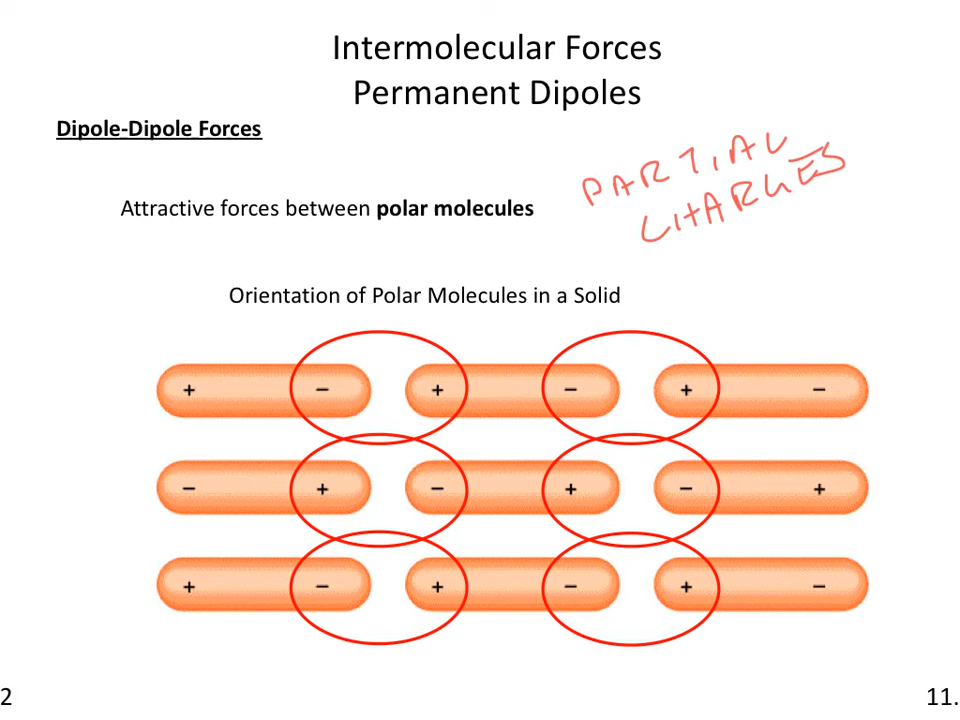 Intermolecular Forces
Permanent Dipoles
Dipole-Dipole Forces
PARTIAL
CHARGES
Attractive forces between polar molecules
Orientation of Polar Molecules in a Solid
+ − + − + −
− + − + − +
+ − + − + −
2 11.